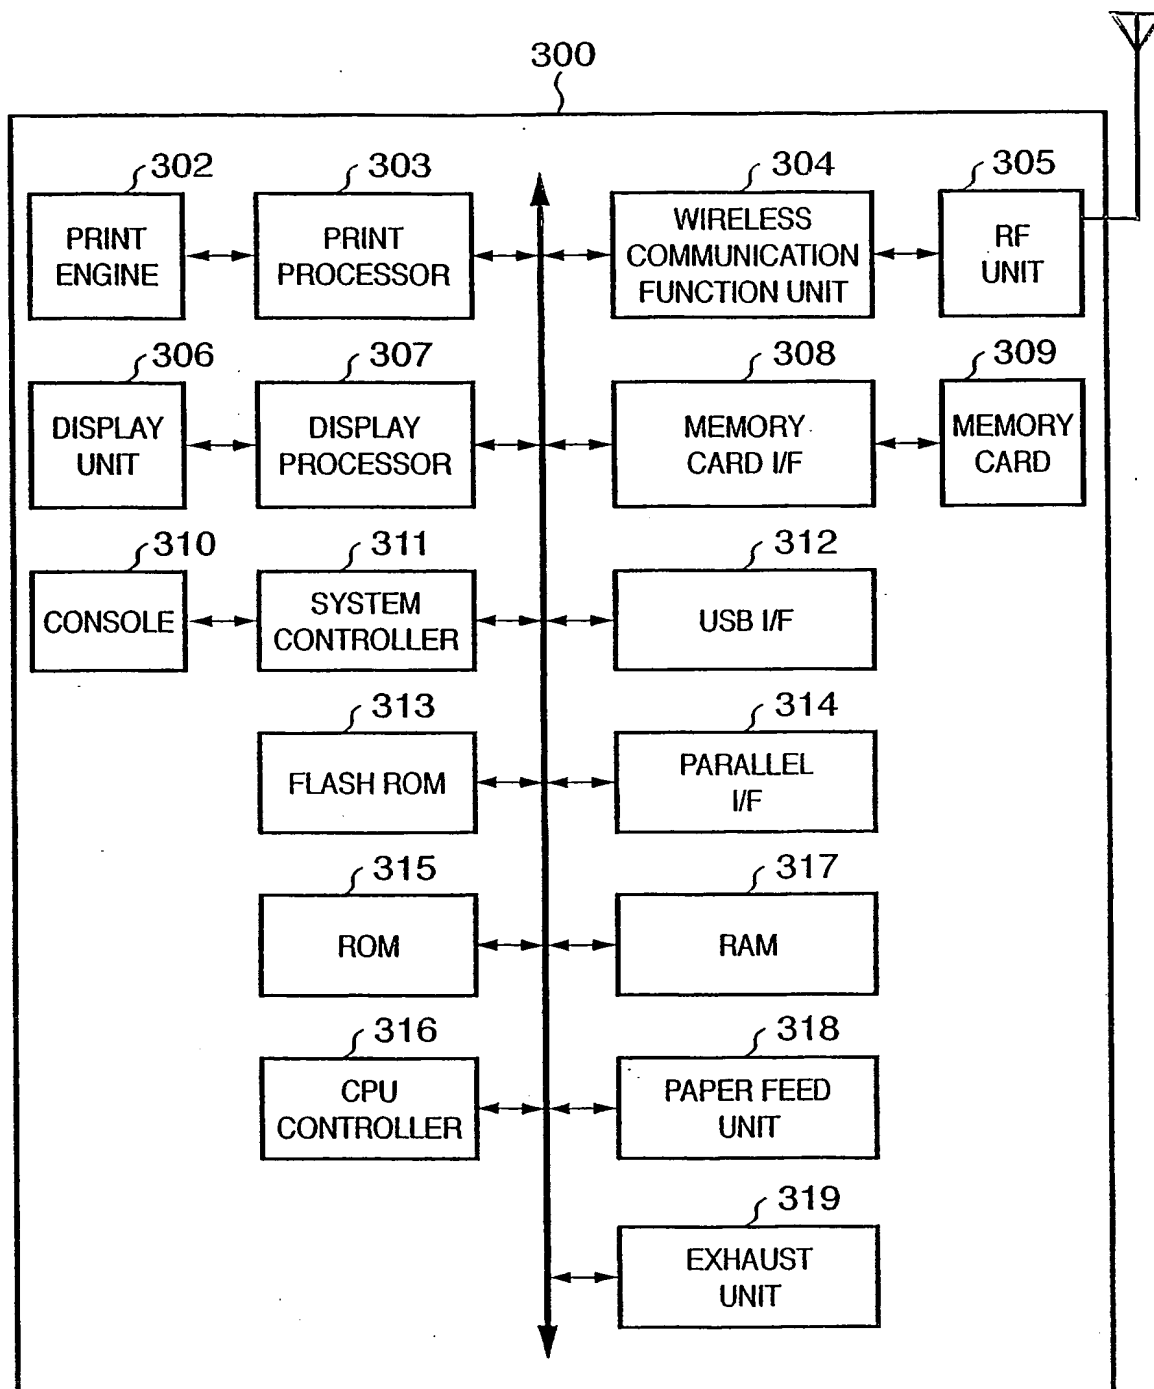 300
302
303
304
305
PRINT
ENGINE
PRINT
PROCESSOR
WIRELESS
COMMUNICATION
FUNCTION UNIT
RF
UNIT
306
307
308
309
DISPLAY
UNIT
DISPLAY
PROCESSOR
MEMORY
CARD I/F
MEMORY
CARD
310
311
312
CONSOLE
SYSTEM
CONTROLLER
USB I/F
313
314
FLASH ROM
PARALLEL
I/F
315
317
ROM
RAM
316
318
CPU
CONTROLLER
PAPER FEED
UNIT
319
EXHAUST
UNIT